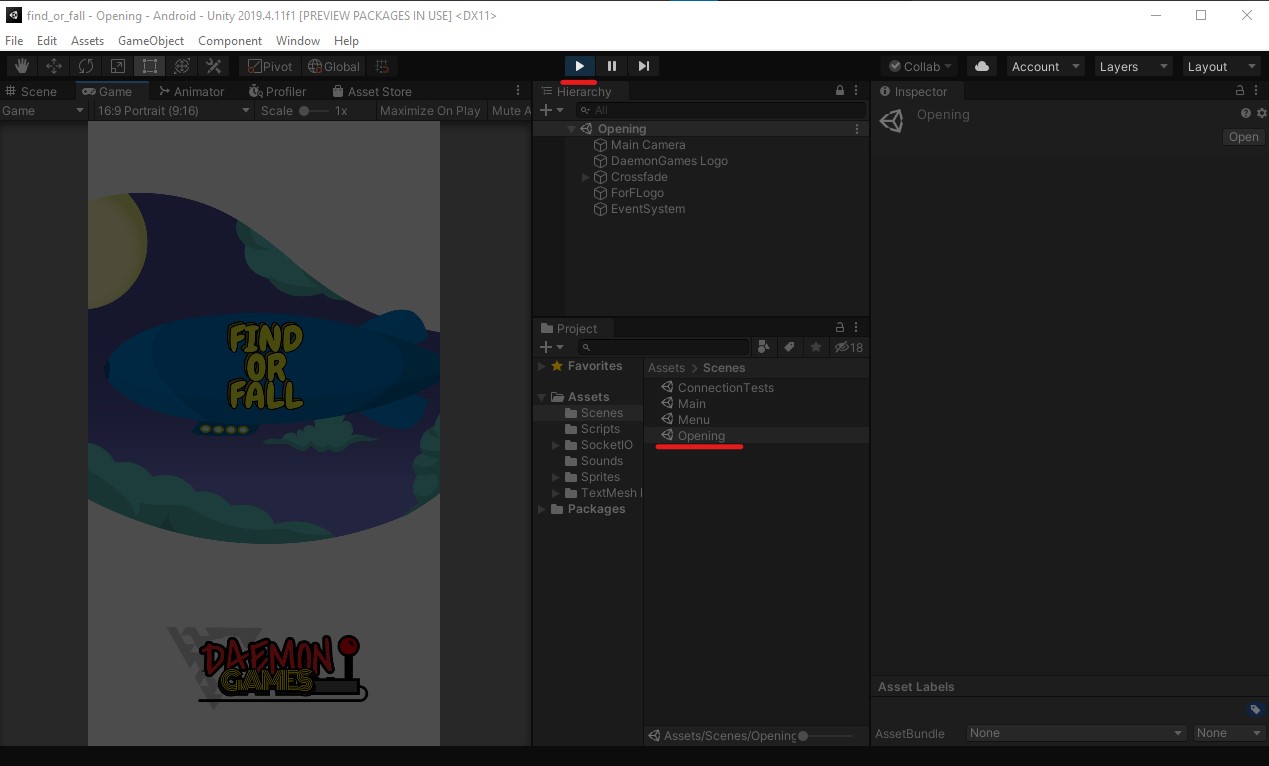 find_or_fall - Opening - Android - Unity 2019.4.11f1 [PREVIEW PACKAGES IN USE] <DX11>
File Edit Assets GameObject Component Window Help
Pivot Global Collab Account Layers Layout
Scene Game Animator Profiler Asset Store
Game 16:9 Portrait (9:16) Scale 1x Maximize On Play Mute A
FIND
OR
FALL
DAEMON
GAMES
Hierarchy
All
Opening
Main Camera
DaemonGames Logo
Crossfade
ForFLogo
EventSystem
Project
18
Favorites
Assets
Scenes
Scripts
SocketIO
Sounds
Sprites
TextMesh
Packages
Assets > Scenes
ConnectionTests
Main
Menu
Opening
Assets/Scenes/Opening
Inspector
Opening
Open
Asset Labels
AssetBundle None None